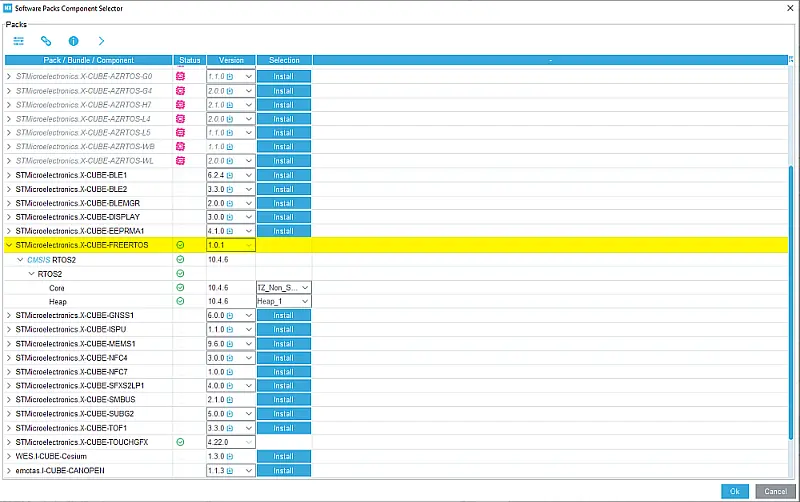 Software Packs Component Selector
Packs
Pack / Bundle / Component Status Version Selection -
STMicroelectronics.X-CUBE-AZRTOS-G0 1.1.0 Install
STMicroelectronics.X-CUBE-AZRTOS-G4 2.0.0 Install
STMicroelectronics.X-CUBE-AZRTOS-H7 2.1.0 Install
STMicroelectronics.X-CUBE-AZRTOS-L4 2.0.0 Install
STMicroelectronics.X-CUBE-AZRTOS-L5 1.1.0 Install
STMicroelectronics.X-CUBE-AZRTOS-WB 1.1.0 Install
STMicroelectronics.X-CUBE-AZRTOS-WL 2.0.0 Install
STMicroelectronics.X-CUBE-BLE1 6.2.4 Install
STMicroelectronics.X-CUBE-BLE2 3.3.0 Install
STMicroelectronics.X-CUBE-BLEMGR 2.0.0 Install
STMicroelectronics.X-CUBE-DISPLAY 3.0.0 Install
STMicroelectronics.X-CUBE-EEPRMA1 4.1.0 Install
STMicroelectronics.X-CUBE-FREERTOS 1.0.1
CMSIS RTOS2 10.4.6
RTOS2
Core 10.4.6 TZ_Non_S...
Heap 10.4.6 Heap_1
STMicroelectronics.X-CUBE-GNSS1 6.0.0 Install
STMicroelectronics.X-CUBE-ISPU 1.1.0 Install
STMicroelectronics.X-CUBE-MEMS1 9.6.0 Install
STMicroelectronics.X-CUBE-NFC4 3.0.0 Install
STMicroelectronics.X-CUBE-NFC7 1.0.0 Install
STMicroelectronics.X-CUBE-SFXS2LP1 4.0.0 Install
STMicroelectronics.X-CUBE-SMBUS 2.1.0 Install
STMicroelectronics.X-CUBE-SUBG2 5.0.0 Install
STMicroelectronics.X-CUBE-TOF1 3.3.0 Install
STMicroelectronics.X-CUBE-TOUCHGFX 4.22.0
WES.I-CUBE-Cesium 1.3.0 Install
emotas.I-CUBE-CANOPEN 1.1.3 Install
Ok Cancel